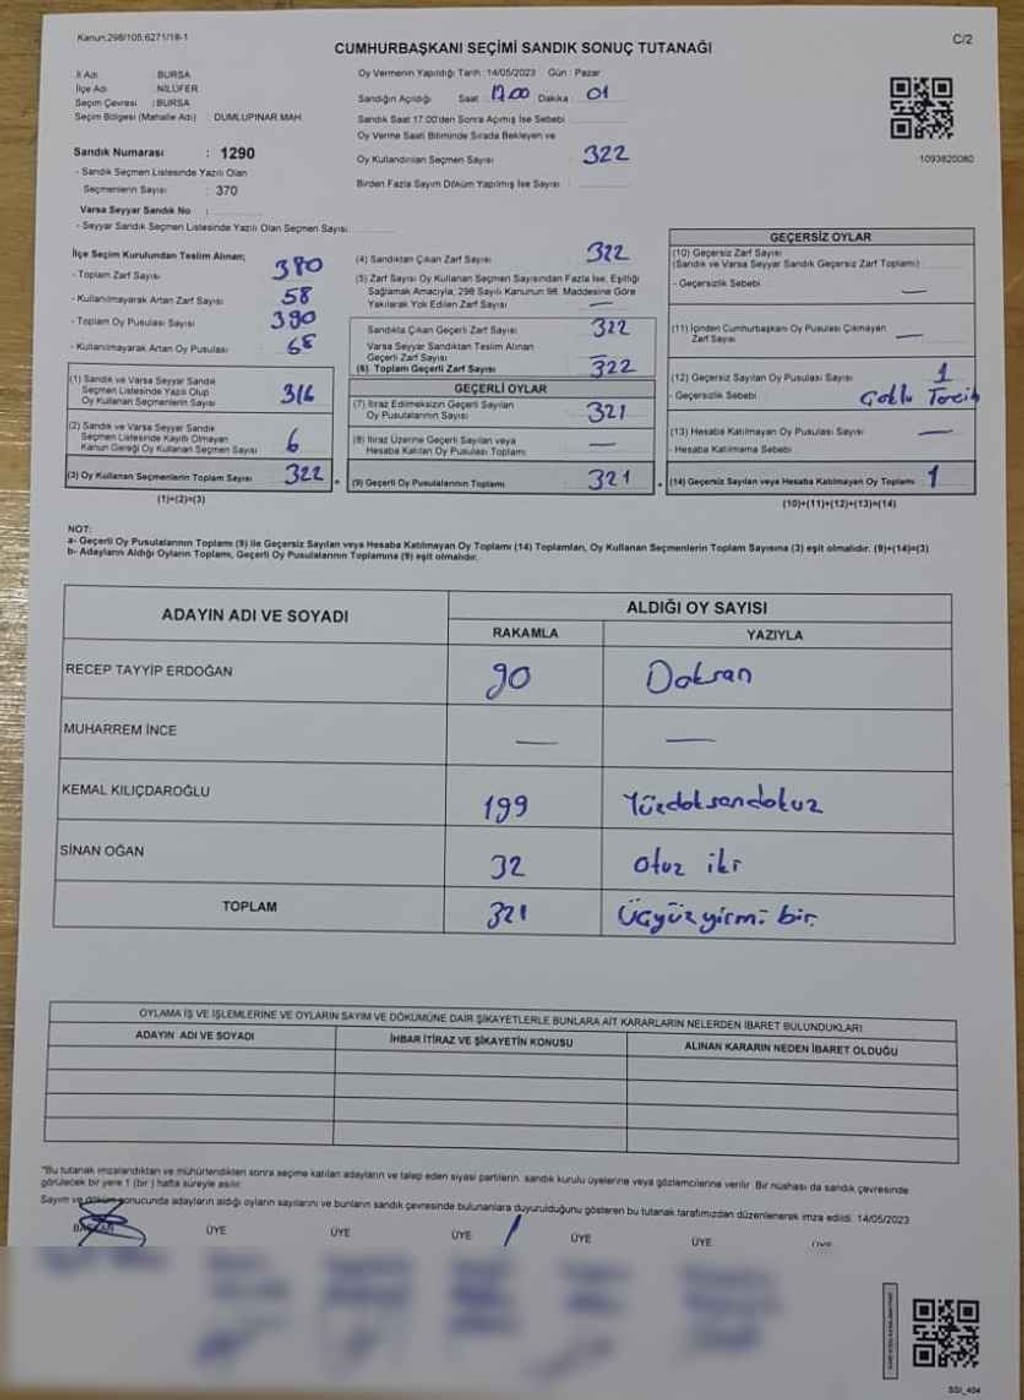 Kanun:298/105;6271/18-1
C/2
CUMHURBAŞKANI SEÇİMİ SANDIK SONUÇ TUTANAĞI
İl Adı : BURSA
İlçe Adı : NİLÜFER
Seçim Çevresi : BURSA
Seçim Bölgesi (Mahalle Adı) DUMLUPINAR MAH.
Sandık Numarası : 1290
- Sandık Seçmen Listesinde Yazılı Olan
Seçmenlerin Sayısı : 370
Varsa Seyyar Sandık No :
- Seyyar Sandık Seçmen Listesinde Yazılı Olan Seçmen Sayısı
Oy Vermenin Yapıldığı Tarih : 14/05/2023 Gün : Pazar
Sandığın Açıldığı Saat 17.00 Dakika : 01
Sandık Saat 17.00'den Sonra Açılmış İse Sebebi
Oy Verme Saati Bitiminde Sırada Bekleyen ve
Oy Kullandırılan Seçmen Sayısı : 322
Birden Fazla Sayım Döküm Yapılmış İse Sayısı :
1093820080
İlçe Seçim Kurulundan Teslim Alınan;
- Toplam Zarf Sayısı 380
- Kullanılmayarak Artan Zarf Sayısı 58
- Toplam Oy Pusulası Sayısı 390
- Kullanılmayarak Artan Oy Pusulası 68
(1) Sandık ve Varsa Seyyar Sandık
Seçmen Listesinde Yazılı Olup
Oy Kullanan Seçmenlerin Sayısı 316
(2) Sandık ve Varsa Seyyar Sandık
Seçmen Listesinde Kayıtlı Olmayan
Kanun Gereği Oy Kullanan Seçmen Sayısı 6
(3) Oy Kullanan Seçmenlerin Toplam Sayısı 322
(1)+(2)=(3)
(4) Sandıktan Çıkan Zarf Sayısı 322
(5) Zarf Sayısı Oy Kullanan Seçmen Sayısından Fazla İse, Eşitliği
Sağlamak Amacıyla, 298 Sayılı Kanunun 98. Maddesine Göre
Yakılarak Yok Edilen Zarf Sayısı —
Sandıkta Çıkan Geçerli Zarf Sayısı 322
Varsa Seyyar Sandıktan Teslim Alınan
Geçerli Zarf Sayısı —
(6) Toplam Geçerli Zarf Sayısı 322
GEÇERLİ OYLAR
(7) İtiraz Edilmeksizin Geçerli Sayılan
Oy Pusulalarının Sayısı 321
(8) İtiraz Üzerine Geçerli Sayılan veya
Hesaba Katılan Oy Pusulası Toplamı —
(9) Geçerli Oy Pusulalarının Toplamı 321
GEÇERSİZ OYLAR
(10) Geçersiz Zarf Sayısı
(Sandık ve Varsa Seyyar Sandık Geçersiz Zarf Toplamı)
- Geçersizlik Sebebi —
(11) İçinden Cumhurbaşkanı Oy Pusulası Çıkmayan
Zarf Sayısı —
(12) Geçersiz Sayılan Oy Pusulası Sayısı 1
- Geçersizlik Sebebi Çoklu Tercih
(13) Hesaba Katılmayan Oy Pusulası Sayısı —
- Hesaba Katılmama Sebebi
(14) Geçersiz Sayılan veya Hesaba Katılmayan Oy Toplamı 1
(10)+(11)+(12)+(13)=(14)
NOT:
a- Geçerli Oy Pusulalarının Toplamı (9) ile Geçersiz Sayılan veya Hesaba Katılmayan Oy Toplamı (14) Toplamları, Oy Kullanan Seçmenlerin Toplam Sayısına (3) eşit olmalıdır. (9)+(14)=(3)
b- Adayların Aldığı Oyların Toplamı, Geçerli Oy Pusulalarının Toplamına (9) eşit olmalıdır.
ADAYIN ADI VE SOYADI ALDIĞI OY SAYISI
RAKAMLA YAZIYLA
RECEP TAYYİP ERDOĞAN 90 Doksan
MUHARREM İNCE — —
KEMAL KILIÇDAROĞLU 199 Yüzdoksandokuz
SİNAN OĞAN 32 otuz iki
TOPLAM 321 Üçyüzyirmi bir
OYLAMA İŞ VE İŞLEMLERİNE VE OYLARIN SAYIM VE DÖKÜMÜNE DAİR ŞİKAYETLERLE BUNLARA AİT KARARLARIN NELERDEN İBARET BULUNDUKLARI
ADAYIN ADI VE SOYADI İHBAR İTİRAZ VE ŞİKAYETİN KONUSU ALINAN KARARIN NEDEN İBARET OLDUĞU
"Bu tutanak imzalandıktan ve mühürlendikten sonra seçime katılan adayların ve talep eden siyasi partilerin, sandık kurulu üyelerine veya gözlemcilerine verilir. Bir nüshası da sandık çevresinde
görülecek bir yere 1 (bir) hafta süreyle asılır.
Sayım ve döküm sonucunda adayların aldığı oyların sayılarını ve bunların sandık çevresinde bulunanlara duyurulduğunu gösteren bu tutanak tarafımızdan düzenlenerek imza edildi. 14/05/2023
BAŞKAN ÜYE ÜYE ÜYE ÜYE ÜYE
SSI_404